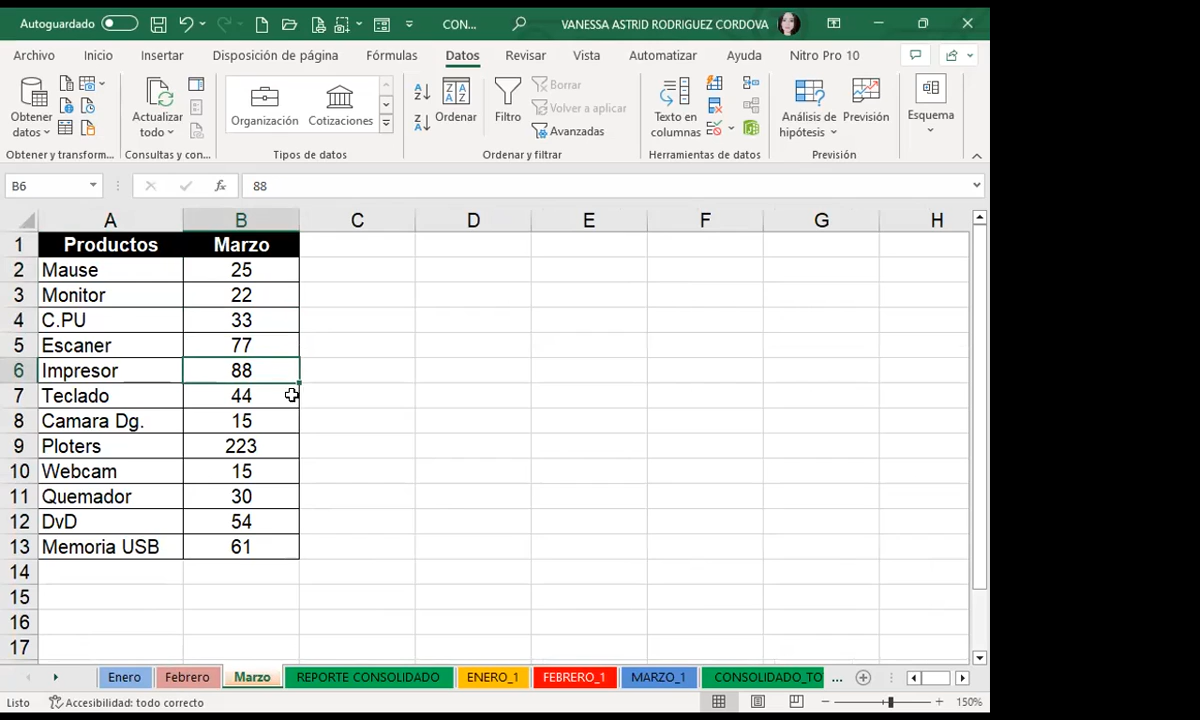 Autoguardado CON... VANESSA ASTRID RODRIGUEZ CORDOVA
Archivo Inicio Insertar Disposición de página Fórmulas Datos Revisar Vista Automatizar Ayuda Nitro Pro 10
Obtener datos
Actualizar todo
Organización Cotizaciones
Ordenar
Filtro
Borrar
Volver a aplicar
Avanzadas
Texto en columnas
Análisis de hipótesis
Previsión
Esquema
Obtener y transform... Consultas y con... Tipos de datos Ordenar y filtrar Herramientas de datos Previsión
B6 fx 88
A B C D E F G H
1 Productos Marzo
2 Mause 25
3 Monitor 22
4 C.PU 33
5 Escaner 77
6 Impresor 88
7 Teclado 44
8 Camara Dg. 15
9 Ploters 223
10 Webcam 15
11 Quemador 30
12 DvD 54
13 Memoria USB 61
14
15
16
17
Enero Febrero Marzo REPORTE CONSOLIDADO ENERO_1 FEBRERO_1 MARZO_1 CONSOLIDADO_TO ...
Listo Accesibilidad: todo correcto 150%